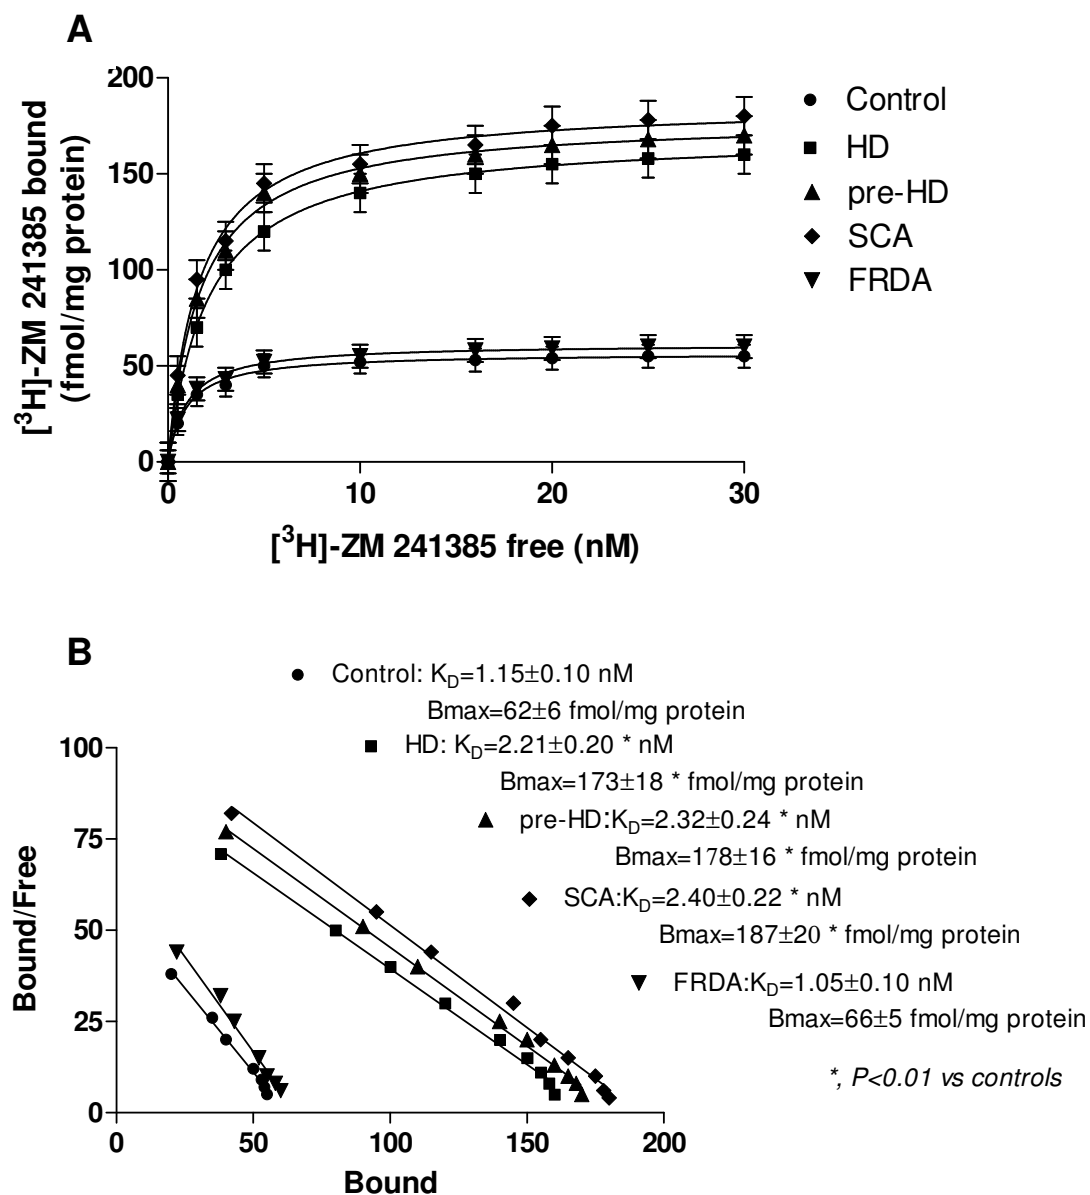 A
[³H]-ZM 241385 bound
(fmol/mg protein)
200
150
100
50
0
0 10 20 30
[³H]-ZM 241385 free (nM)
Control
HD
pre-HD
SCA
FRDA
B
Control: K_D=1.15±0.10 nM
Bmax=62±6 fmol/mg protein
HD: K_D=2.21±0.20 * nM
Bmax=173±18 * fmol/mg protein
pre-HD:K_D=2.32±0.24 * nM
Bmax=178±16 * fmol/mg protein
SCA:K_D=2.40±0.22 * nM
Bmax=187±20 * fmol/mg protein
FRDA:K_D=1.05±0.10 nM
Bmax=66±5 fmol/mg protein
*, P<0.01 vs controls
Bound/Free
100
75
50
25
0
0 50 100 150 200
Bound